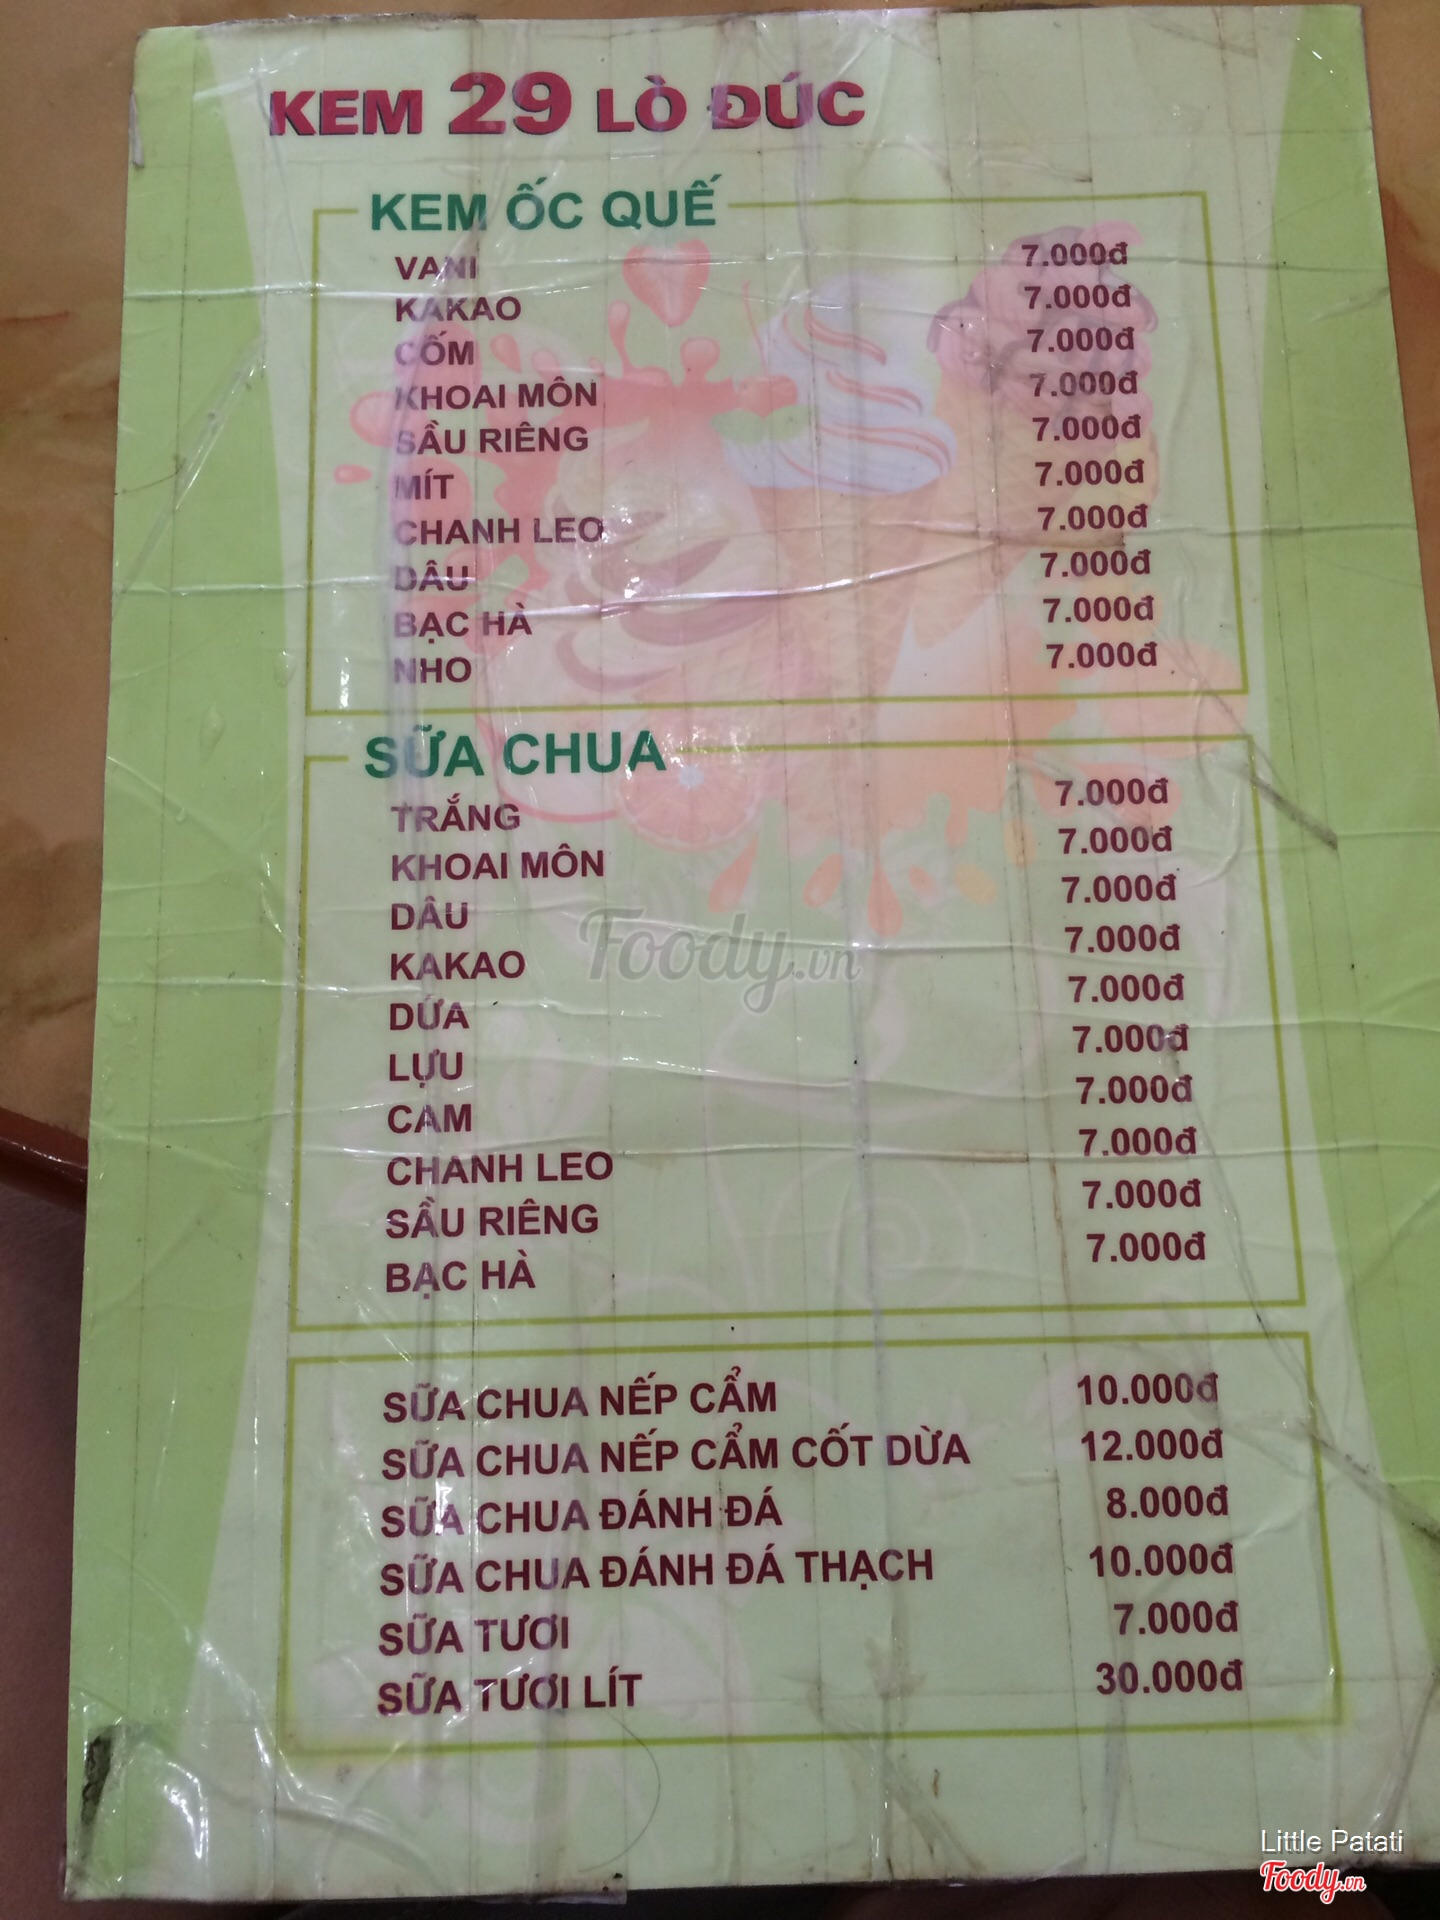 KEM 29 LÒ ĐÚC
KEM ỐC QUẾ
VANI 7.000đ
KAKAO 7.000đ
CỐM 7.000đ
KHOAI MÔN 7.000đ
SẦU RIÊNG 7.000đ
MÍT 7.000đ
CHANH LEO 7.000đ
DÂU 7.000đ
BẠC HÀ 7.000đ
NHO 7.000đ
SỮA CHUA
TRẮNG 7.000đ
KHOAI MÔN 7.000đ
DÂU 7.000đ
KAKAO 7.000đ
DỨA 7.000đ
LỰU 7.000đ
CAM 7.000đ
CHANH LEO 7.000đ
SẦU RIÊNG 7.000đ
BẠC HÀ 7.000đ
SỮA CHUA NẾP CẨM 10.000đ
SỮA CHUA NẾP CẨM CỐT DỪA 12.000đ
SỮA CHUA ĐÁNH ĐÁ 8.000đ
SỮA CHUA ĐÁNH ĐÁ THẠCH 10.000đ
SỮA TƯƠI 7.000đ
SỮA TƯƠI LÍT 30.000đ
Foody.vn
Little Patati
Foody.vn